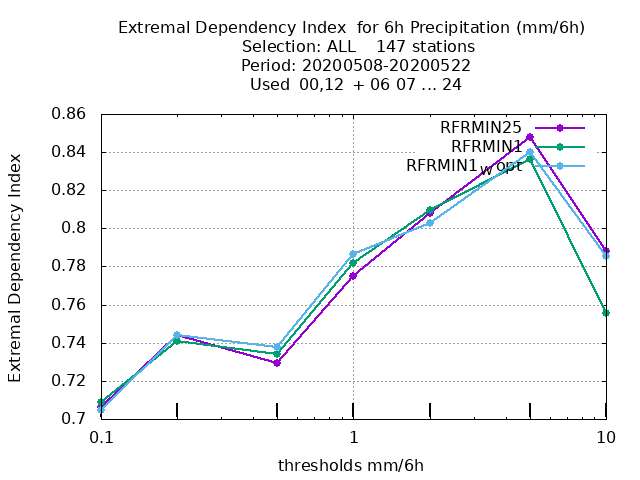 Extremal Dependency Index  for 6h Precipitation (mm/6h)
Selection: ALL    147 stations
Period: 20200508-20200522
Used  00,12  + 06 07 ... 24
RFRMIN25
RFRMIN1
RFRMIN1wopt
Extremal Dependency Index
0.86
0.84
0.82
0.8
0.78
0.76
0.74
0.72
0.7
0.1
1
10
thresholds mm/6h